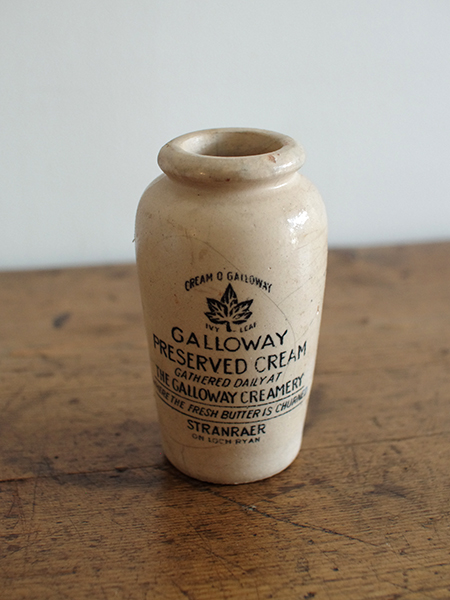 CREAM O' GALLOWAY
IVY LEAF
GALLOWAY
PRESERVED CREAM
GATHERED DAILY AT
THE GALLOWAY CREAMERY
THE FRESH BUTTER IS CHURNED
STRANRAER
ON LOCH RYAN